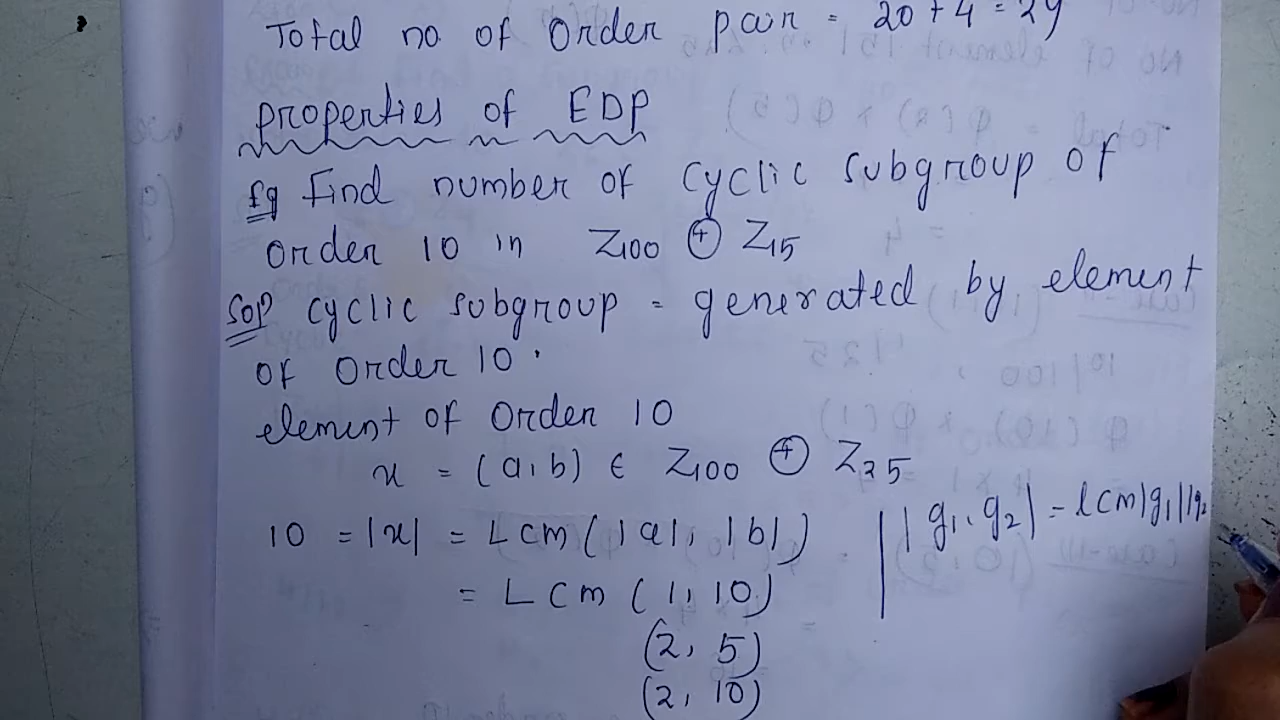 Total no of Order pair = 20 + 4 = 24
properties of EDP
Eg Find number of cyclic subgroup of
Order 10 in Z100 ⊕ Z15
Sol cyclic subgroup = generated by element
of Order 10.
element of Order 10
x = (a, b) ∈ Z100 ⊕ Z25
10 = |x| = Lcm (|a|, |b|) | |g1, g2| = lcm|g1||g2
= Lcm (1, 10)
(2, 5)
(2, 10)